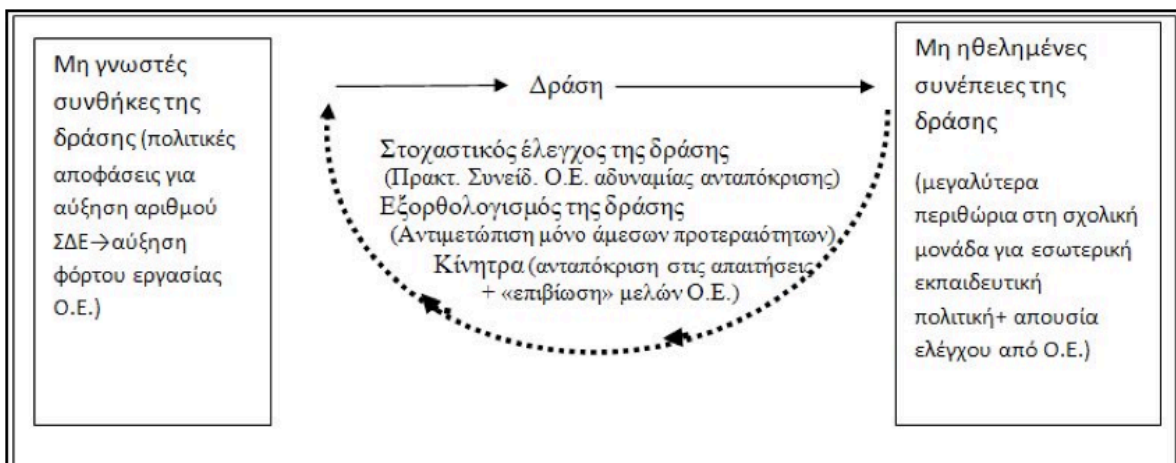 Μη γνωστές
συνθήκες της
δράσης (πολιτικές
αποφάσεις για
αύξηση αριθμού
ΣΔΕ→αύξηση
φόρτου εργασίας
Ο.Ε.)
Δράση
Στοχαστικός έλεγχος της δράσης
(Πρακτ. Συνείδ. Ο.Ε. αδυναμίας ανταπόκρισης)
Εξορθολογισμός της δράσης
(Αντιμετώπιση μόνο άμεσων προτεραιότητων)
Κίνητρα (ανταπόκριση στις απαιτήσεις
+ «επιβίωση» μελών Ο.Ε.)
Μη ηθελημένες
συνέπειες της
δράσης
(μεγαλύτερα
περιθώρια στη σχολική
μονάδα για εσωτερική
εκπαιδευτική
πολιτική+ απουσία
ελέγχου από Ο.Ε.)